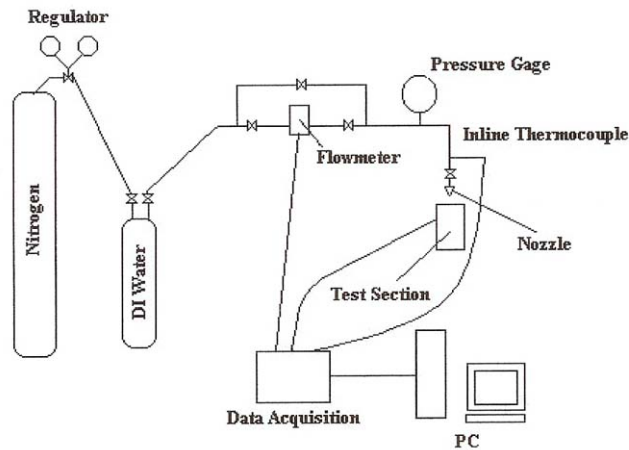 Regulator
Pressure Gage
Inline Thermocouple
Flowmeter
Nitrogen
DI Water
Nozzle
Test Section
Data Acquisition
PC